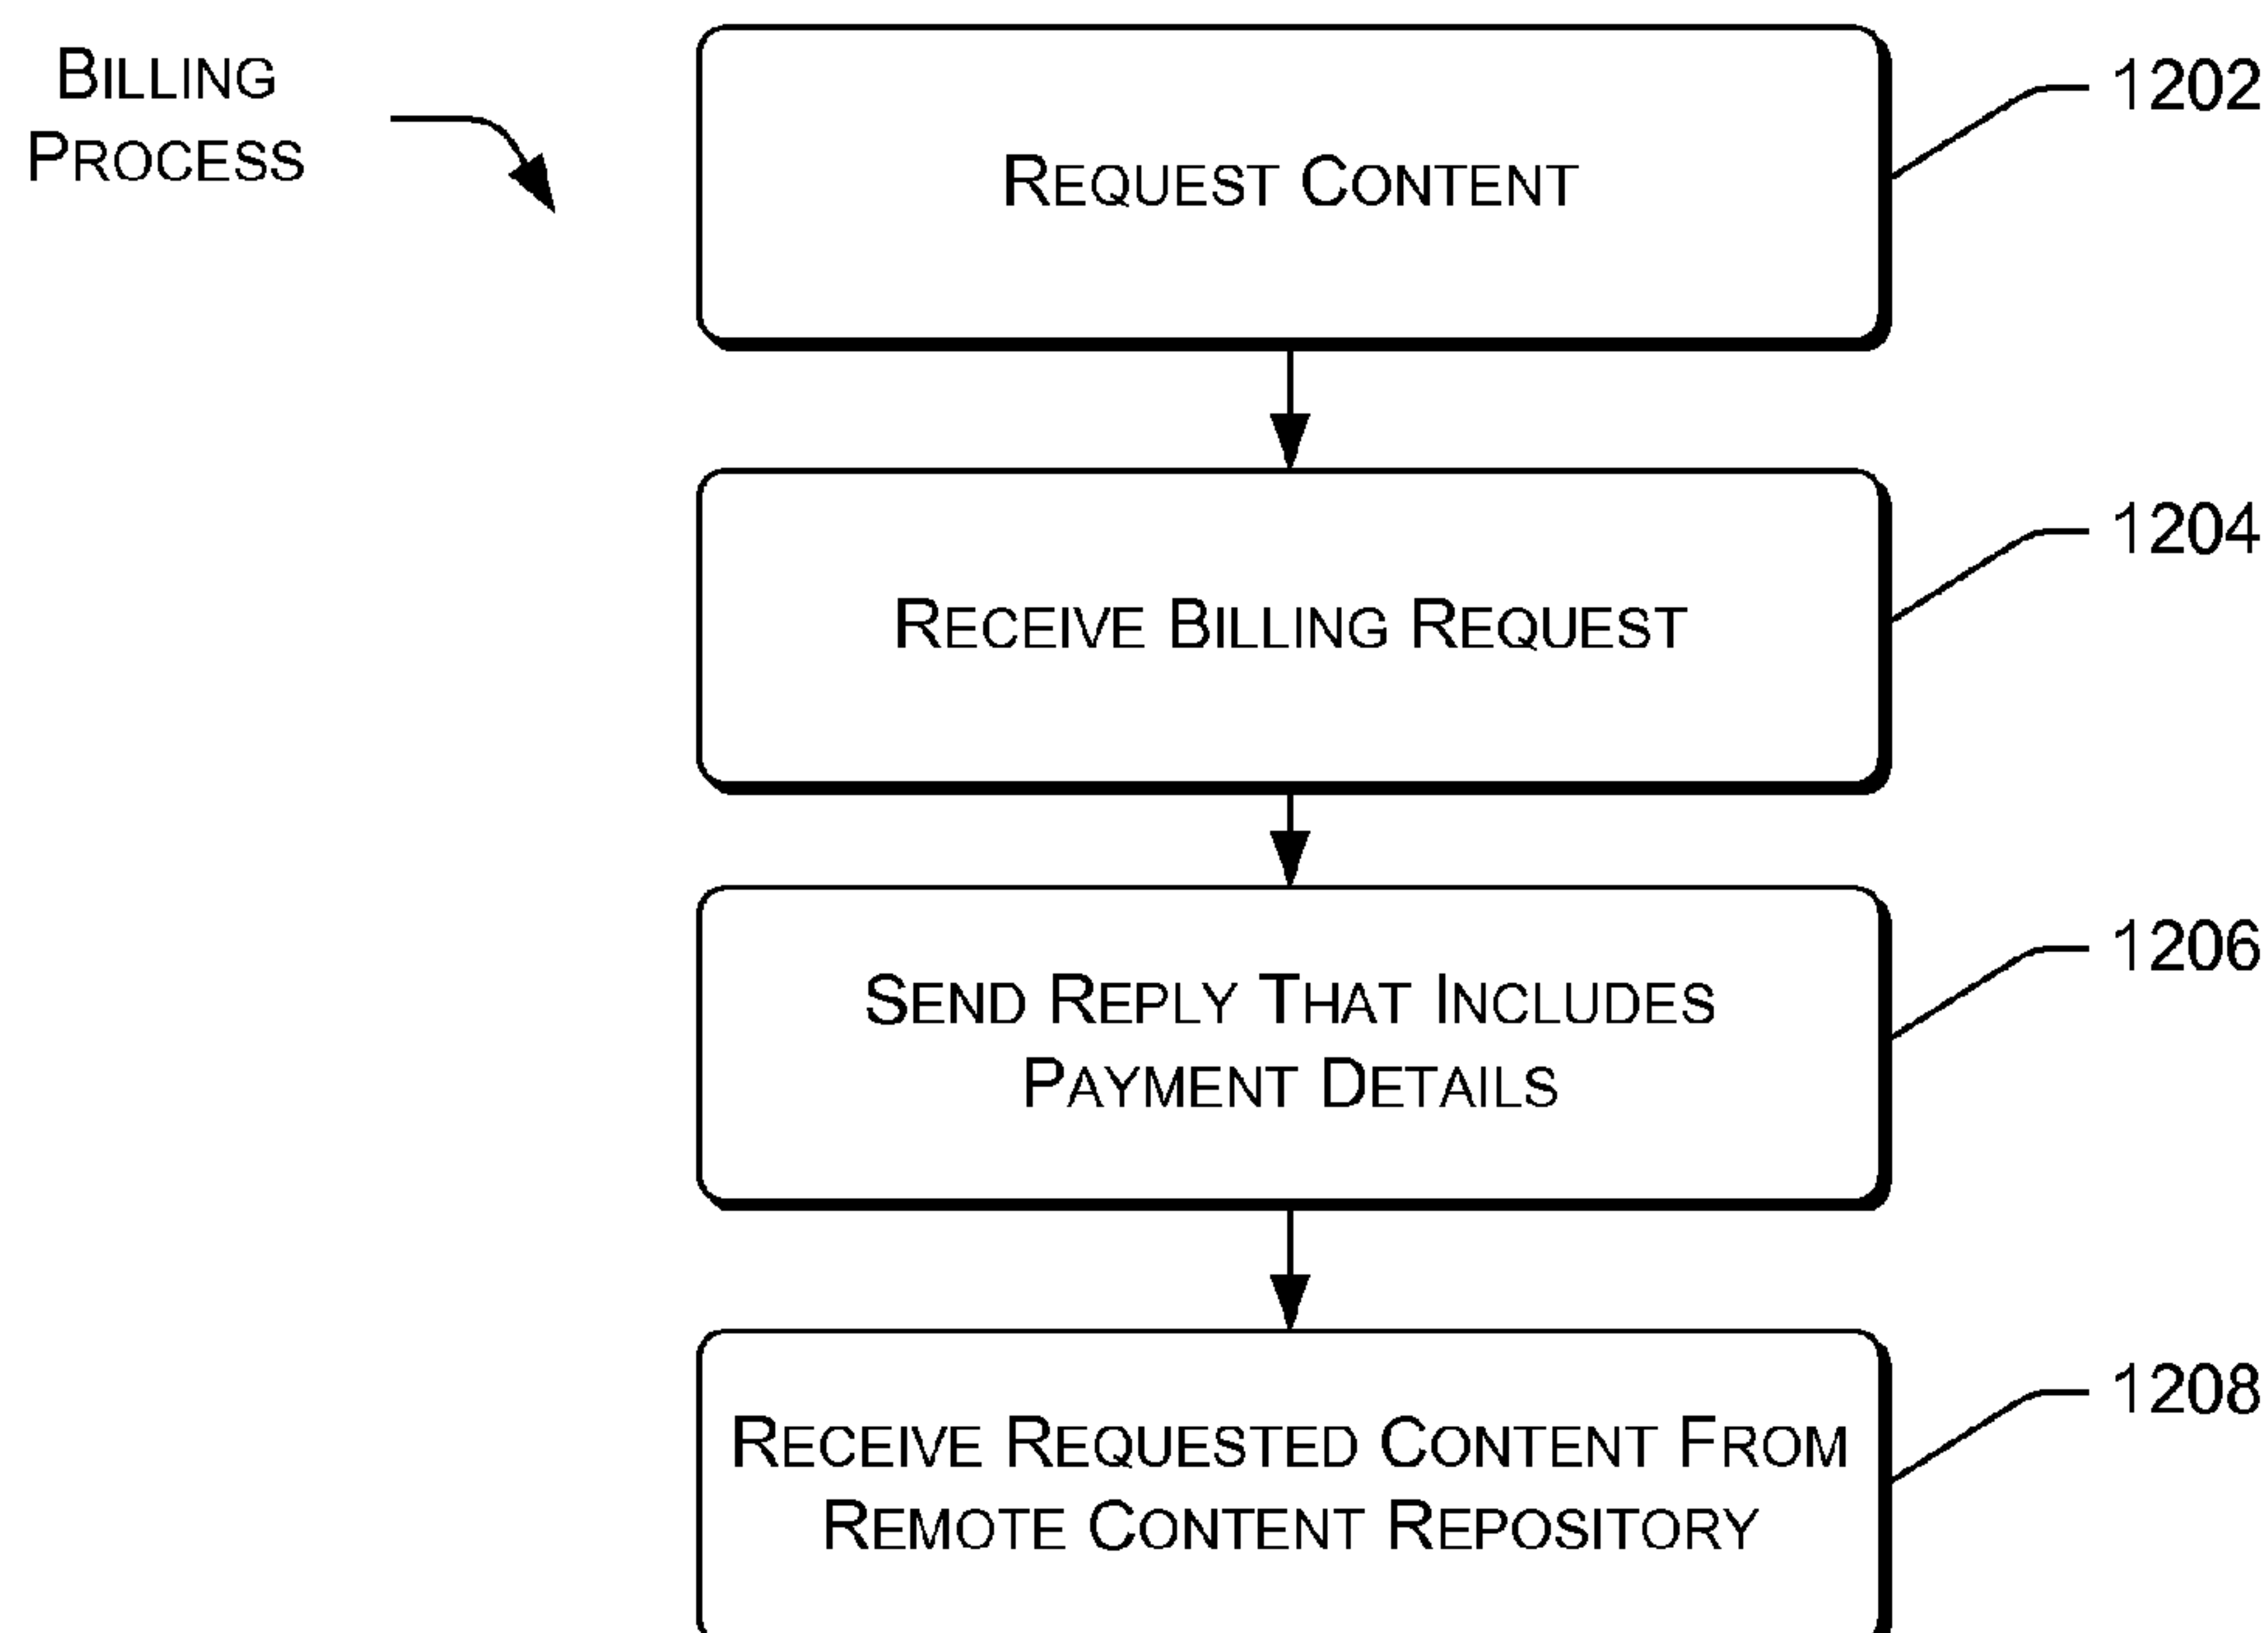 BILLING
PROCESS
REQUEST CONTENT
1202
RECEIVE BILLING REQUEST
1204
SEND REPLY THAT INCLUDES
PAYMENT DETAILS
1206
RECEIVE REQUESTED CONTENT FROM
REMOTE CONTENT REPOSITORY
1208